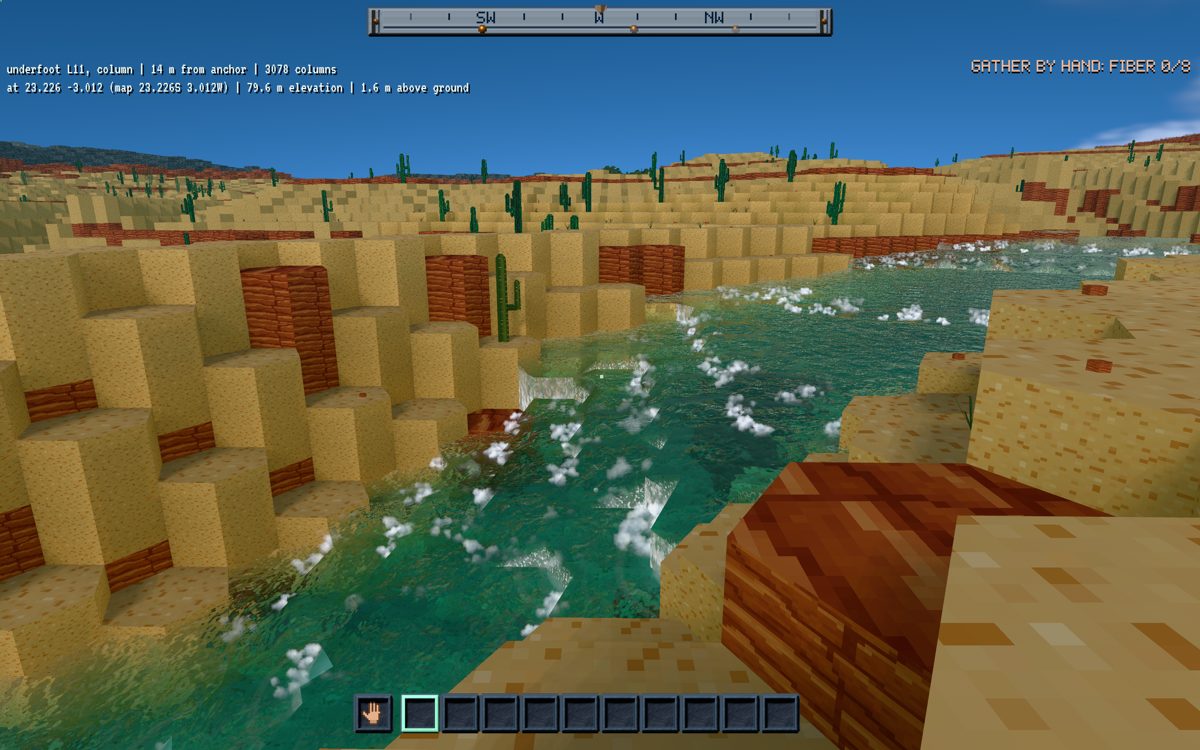 SW W NW
underfoot L11, column | 14 m from anchor | 3078 columns
GATHER BY HAND: FIBER 0/8
at 23.226 -3.012 (map 23.226S 3.012W) | 79.6 m elevation | 1.6 m above ground